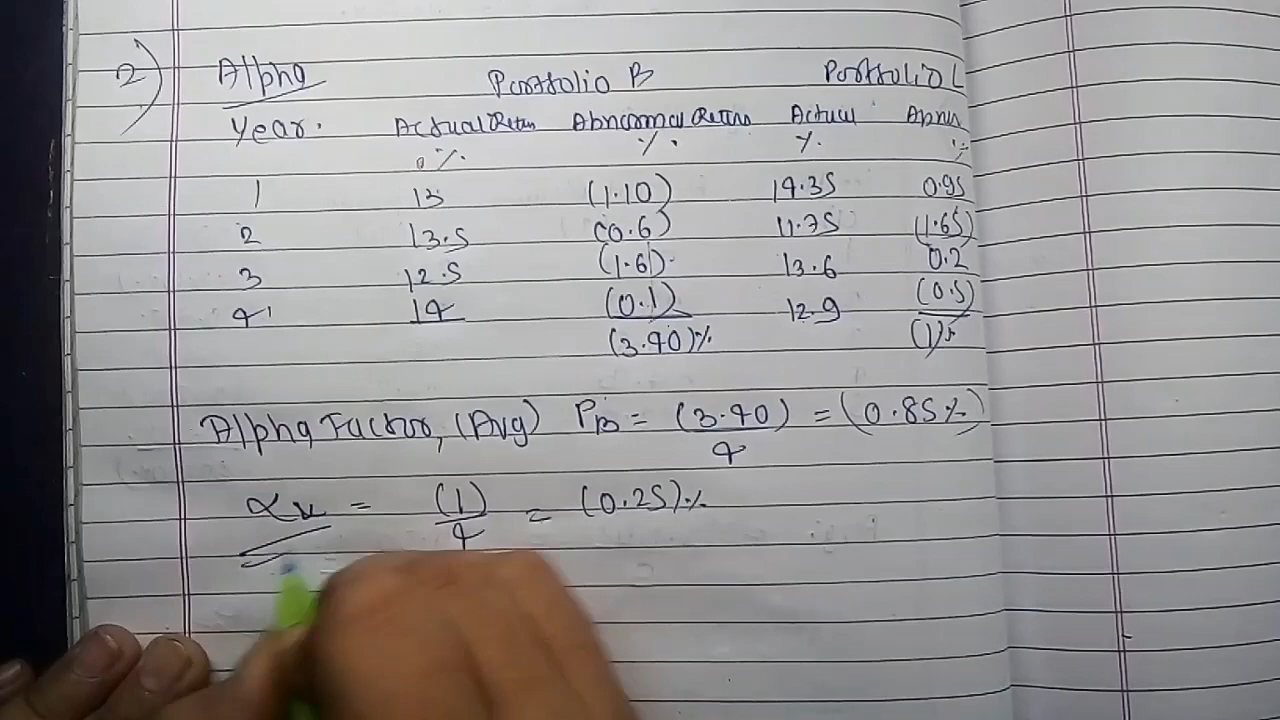 2) Alpha Portfolio B Portfolio L
Year. Actual Return Abnormal Return Actual Abnor
% % . %. %
1 13 (1.10) 14.35 0.95
2 13.5 (0.6) 11.75 (1.65)
3 12.5 (1.6) 13.6 0.2
4 14 (0.1) 12.9 (0.5)
(3.40)% (1)%
Alpha Factor, (Avg) PB = (3.40) = (0.85%)
4
= (1) = (0.25)%
4